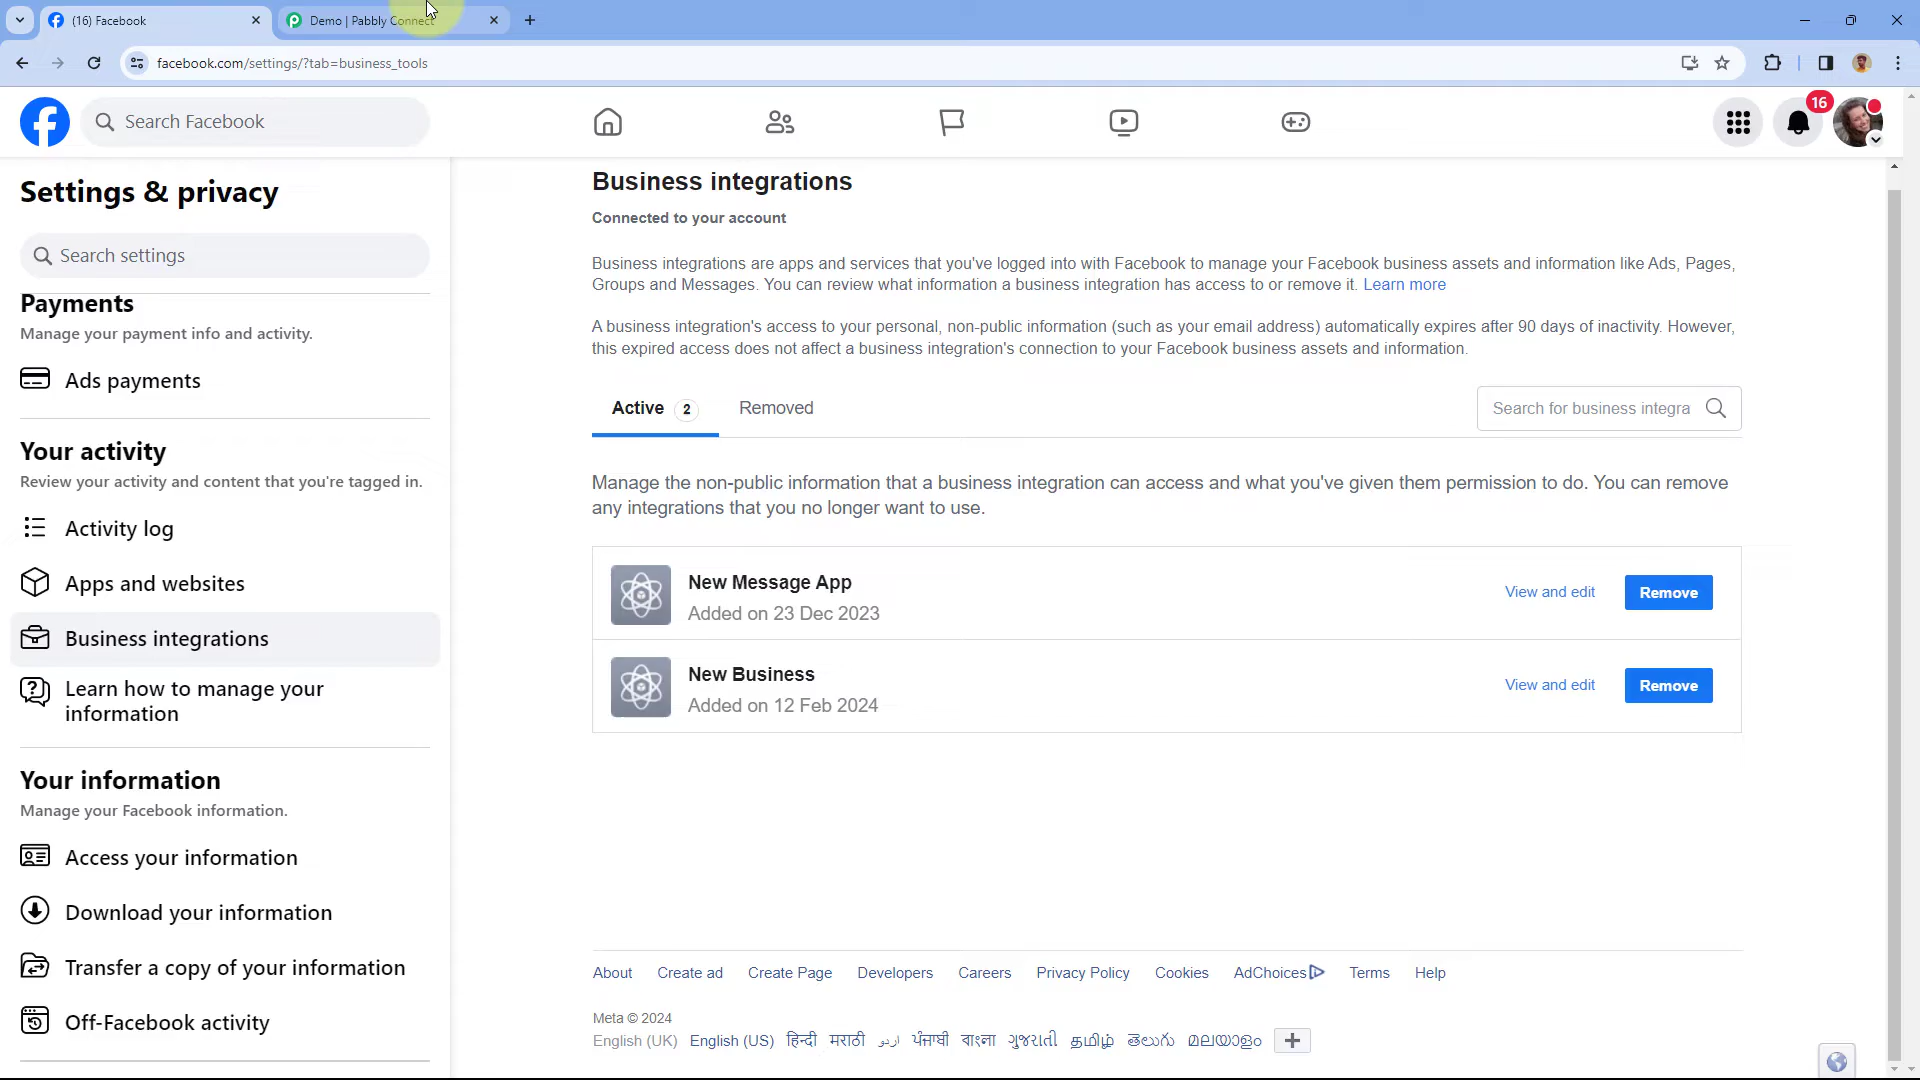 (16) Facebook
Demo | Pabbly Connect
facebook.com/settings/?tab=business_tools
Search Facebook
16
Settings & privacy
Search settings
Payments
Manage your payment info and activity.
Ads payments
Your activity
Review your activity and content that you're tagged in.
Activity log
Apps and websites
Business integrations
Learn how to manage your
information
Your information
Manage your Facebook information.
Access your information
Download your information
Transfer a copy of your information
Off-Facebook activity
Business integrations
Connected to your account
Business integrations are apps and services that you've logged into with Facebook to manage your Facebook business assets and information like Ads, Pages,
Groups and Messages. You can review what information a business integration has access to or remove it. Learn more
A business integration's access to your personal, non-public information (such as your email address) automatically expires after 90 days of inactivity. However,
this expired access does not affect a business integration's connection to your Facebook business assets and information.
Active 2 Removed
Search for business integra
Manage the non-public information that a business integration can access and what you've given them permission to do. You can remove
any integrations that you no longer want to use.
New Message App
Added on 23 Dec 2023
View and edit Remove
New Business
Added on 12 Feb 2024
View and edit Remove
About Create ad Create Page Developers Careers Privacy Policy Cookies AdChoices Terms Help
Meta © 2024
English (UK) English (US) हिन्दी मराठी اردو ਪੰਜਾਬੀ বাংলা ગુજરાતી தமிழ் తెలుగు മലയാളം